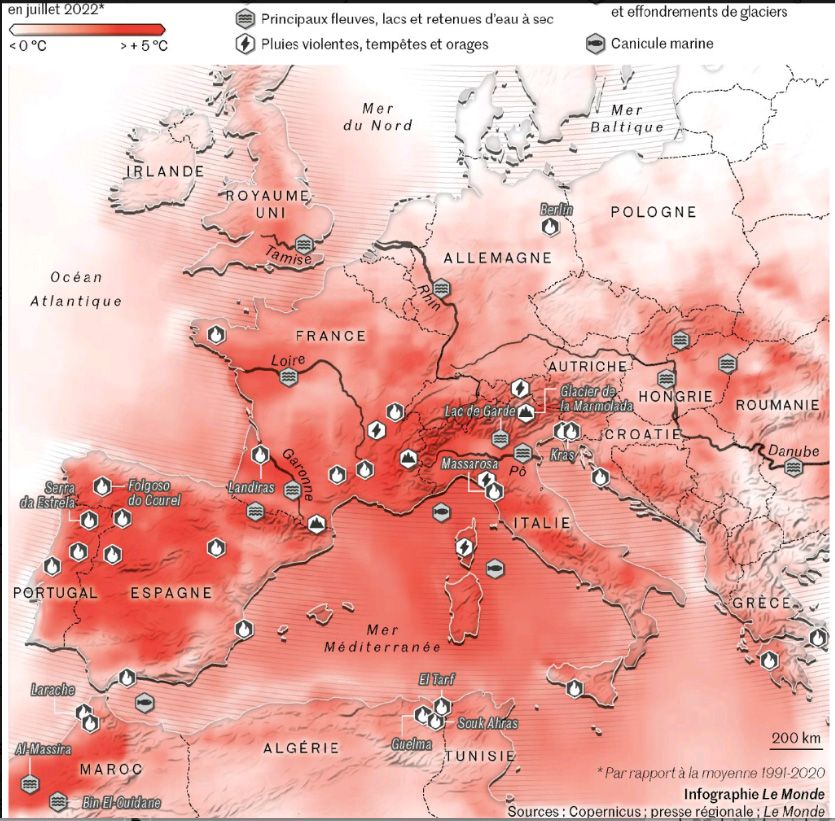 en juillet 2022*
< 0 °C
> + 5 °C
Principaux fleuves, lacs et retenues d'eau à sec
Pluies violentes, tempêtes et orages
et effondrements de glaciers
Canicule marine
Mer
du Nord
Mer
Baltique
IRLANDE
ROYAUME
UNI
Tamise
Berlin
POLOGNE
ALLEMAGNE
Rhin
Océan
Atlantique
FRANCE
Loire
AUTRICHE
Glacier de
la Marmolada
HONGRIE
ROUMANIE
Lac de Garde
CROATIE
Kras
Danube
Massarosa
Pô
Garonne
Landiras
Serra
da Estrela
Folgoso
do Courel
ITALIE
PORTUGAL
ESPAGNE
GRÈCE
Mer
Méditerranée
El Tarf
Larache
Souk Ahras
Guelma
Al-Massira
MAROC
ALGÉRIE
TUNISIE
Bin El-Ouidane
200 km
* Par rapport à la moyenne 1991-2020
Infographie Le Monde
Sources : Copernicus ; presse régionale ; Le Monde